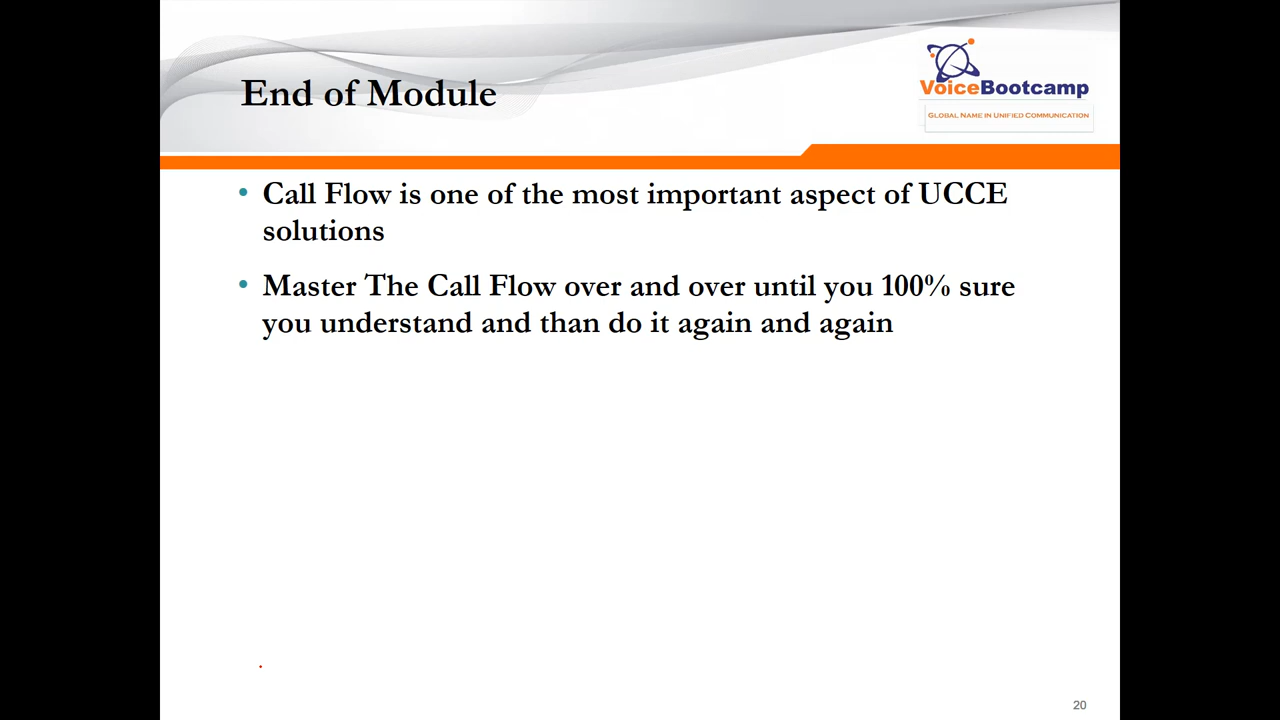 End of Module
VoiceBootcamp
GLOBAL NAME IN UNIFIED COMMUNICATION
• Call Flow is one of the most important aspect of UCCE
solutions
• Master The Call Flow over and over until you 100% sure
you understand and than do it again and again
20